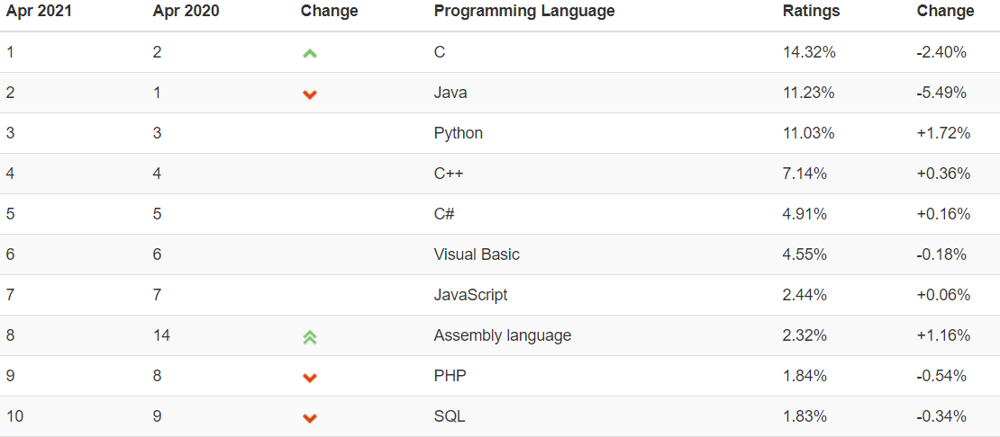 Apr 2021 Apr 2020 Change Programming Language Ratings Change
1 2 C 14.32% -2.40%
2 1 Java 11.23% -5.49%
3 3 Python 11.03% +1.72%
4 4 C++ 7.14% +0.36%
5 5 C# 4.91% +0.16%
6 6 Visual Basic 4.55% -0.18%
7 7 JavaScript 2.44% +0.06%
8 14 Assembly language 2.32% +1.16%
9 8 PHP 1.84% -0.54%
10 9 SQL 1.83% -0.34%